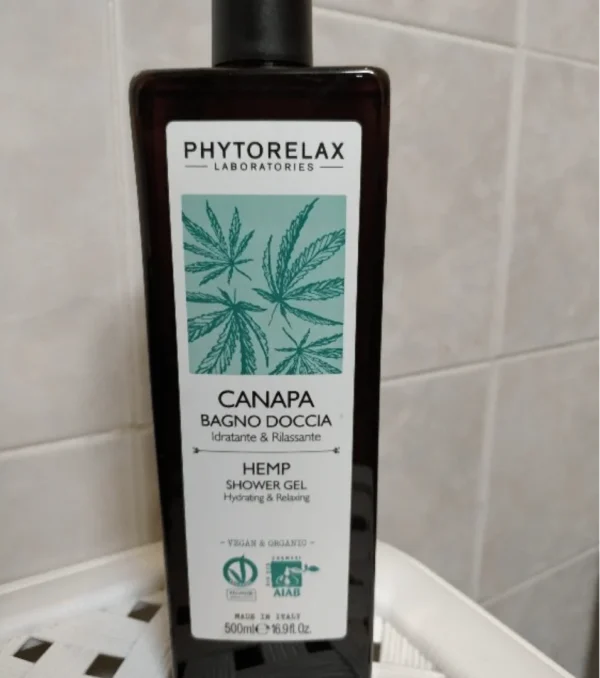 PHYTORELAX
LABORATORIES
CANAPA
BAGNO DOCCIA
Idratante & Rilassante
HEMP
SHOWER GEL
Hydrating & Relaxing
- VEGAN & ORGANIC -
AIAB
MADE IN ITALY
500ml e 16.9fl. Oz.